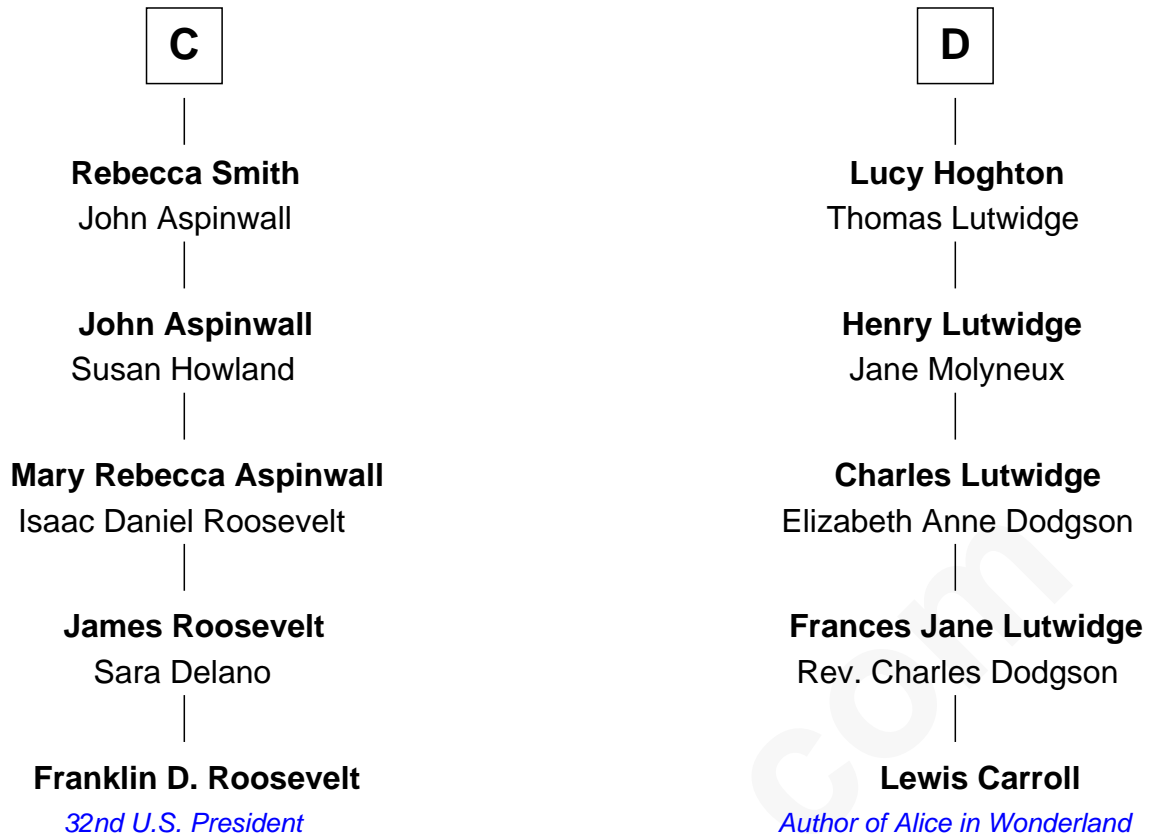 C
Rebecca Smith
John Aspinwall
John Aspinwall
Susan Howland
Mary Rebecca Aspinwall
Isaac Daniel Roosevelt
James Roosevelt
Sara Delano
Franklin D. Roosevelt
32nd U.S. President
D
Lucy Hoghton
Thomas Lutwidge
Henry Lutwidge
Jane Molyneux
Charles Lutwidge
Elizabeth Anne Dodgson
Frances Jane Lutwidge
Rev. Charles Dodgson
Lewis Carroll
Author of Alice in Wonderland
com